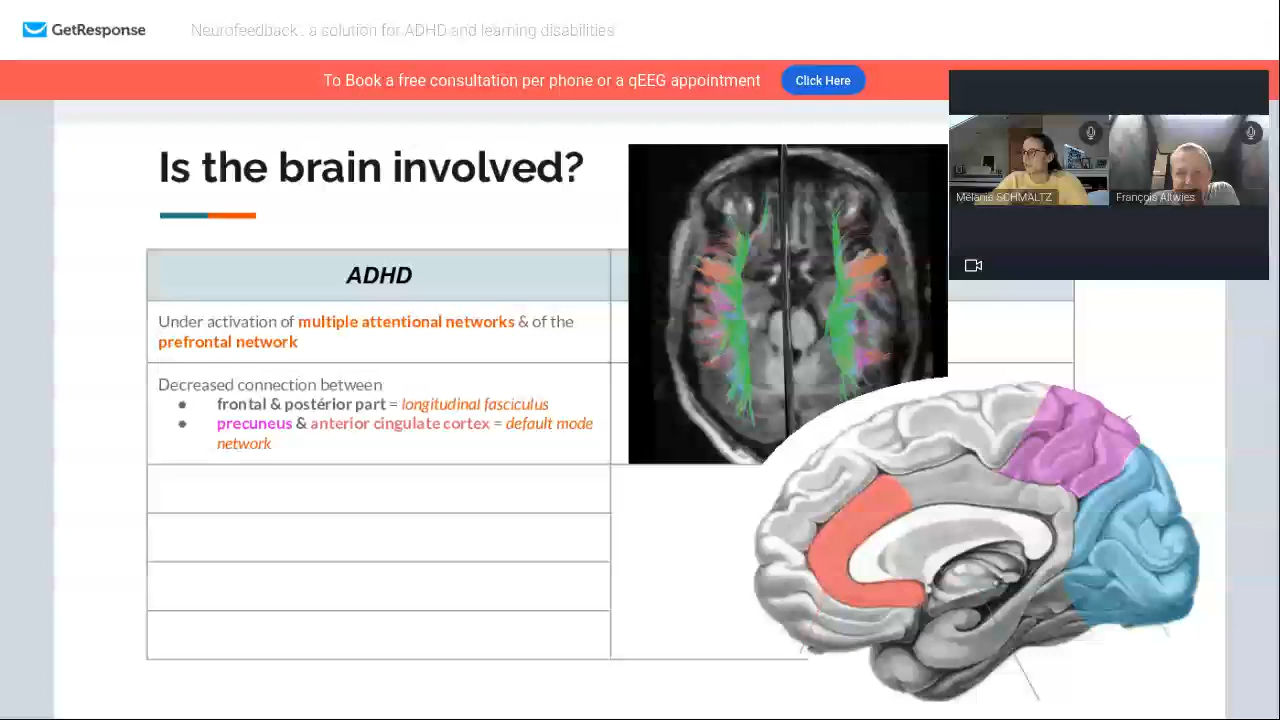 GetResponse
Neurofeedback : a solution for ADHD and learning disabilities
To Book a free consultation per phone or a qEEG appointment
Click Here
Mélanie SCHMALTZ
François Allwies
Is the brain involved?
ADHD
Under activation of multiple attentional networks & of the
prefrontal network
Decreased connection between
● frontal & postérior part = longitudinal fasciculus
● precuneus & anterior cingulate cortex = default mode
network